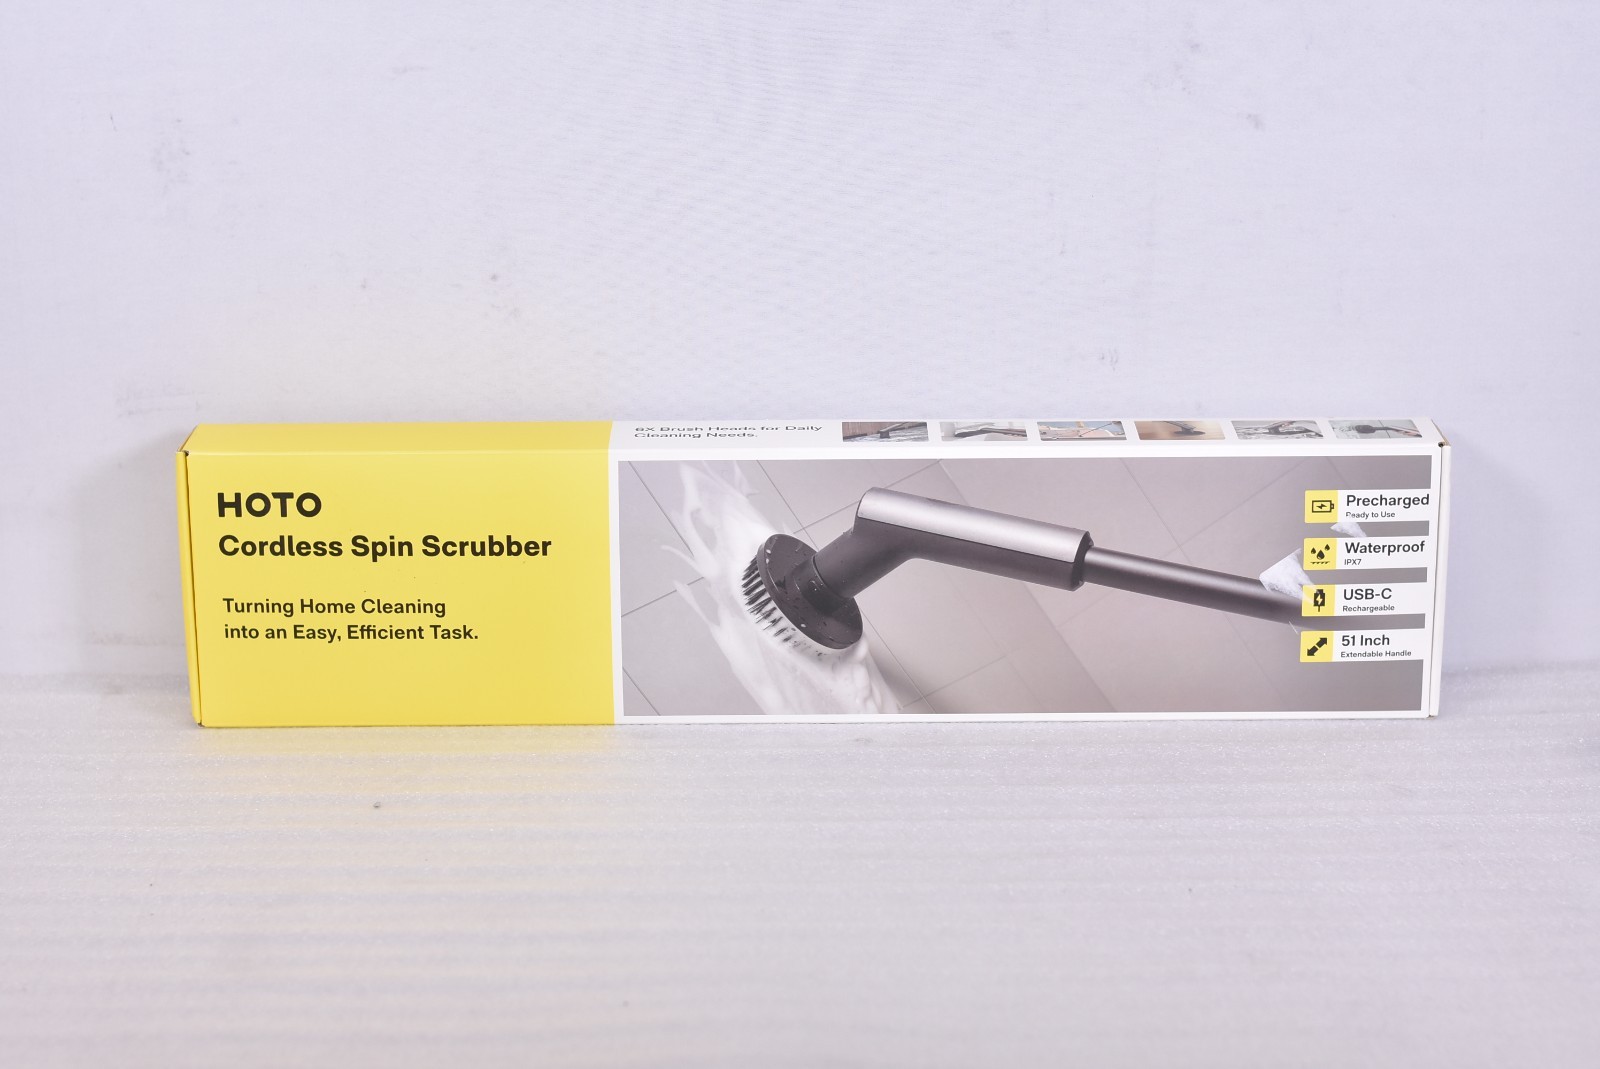 6X Brush Heads for Daily
Cleaning Needs.
HOTO
Cordless Spin Scrubber
Turning Home Cleaning
into an Easy, Efficient Task.
Precharged
Ready to Use
Waterproof
IPX7
USB-C
Rechargeable
51 Inch
Extendable Handle